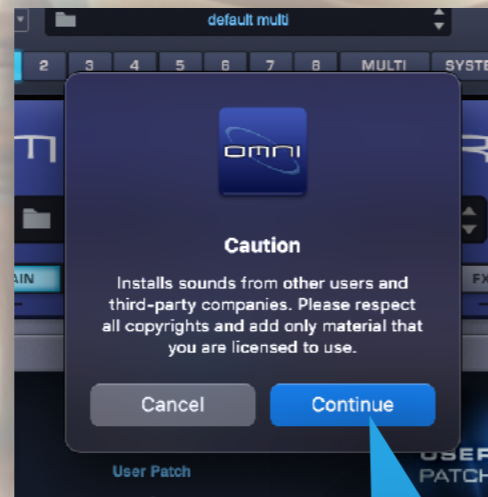 default multi
2 3 4 5 6 7 8 MULTI SYSTE
OMNI
Caution
AIN
FX
Installs sounds from other users and
third-party companies. Please respect
all copyrights and add only material that
you are licensed to use.
Cancel Continue
User Patch
USER
PATCH